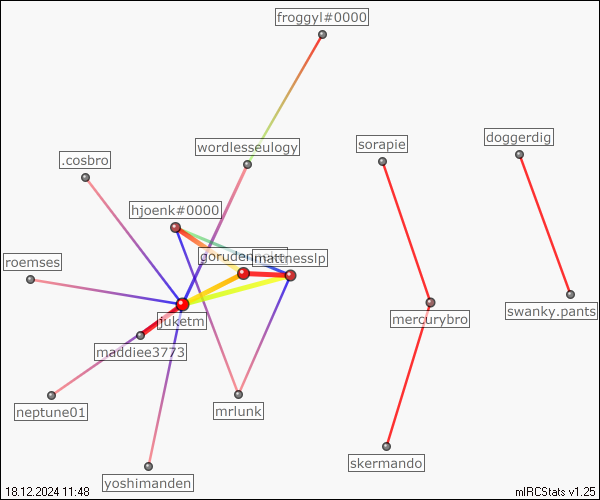 froggyl#0000
wordlesseulogy
sorapie
doggerdig
.cosbro
hjoenk#0000
mattnesslp
roemses
juketm
mercurybro
swanky.pants
maddiee3773
neptune01
mrlunk
skermando
yoshimanden
18.12.2024 11:48
mIRCStats v1.25